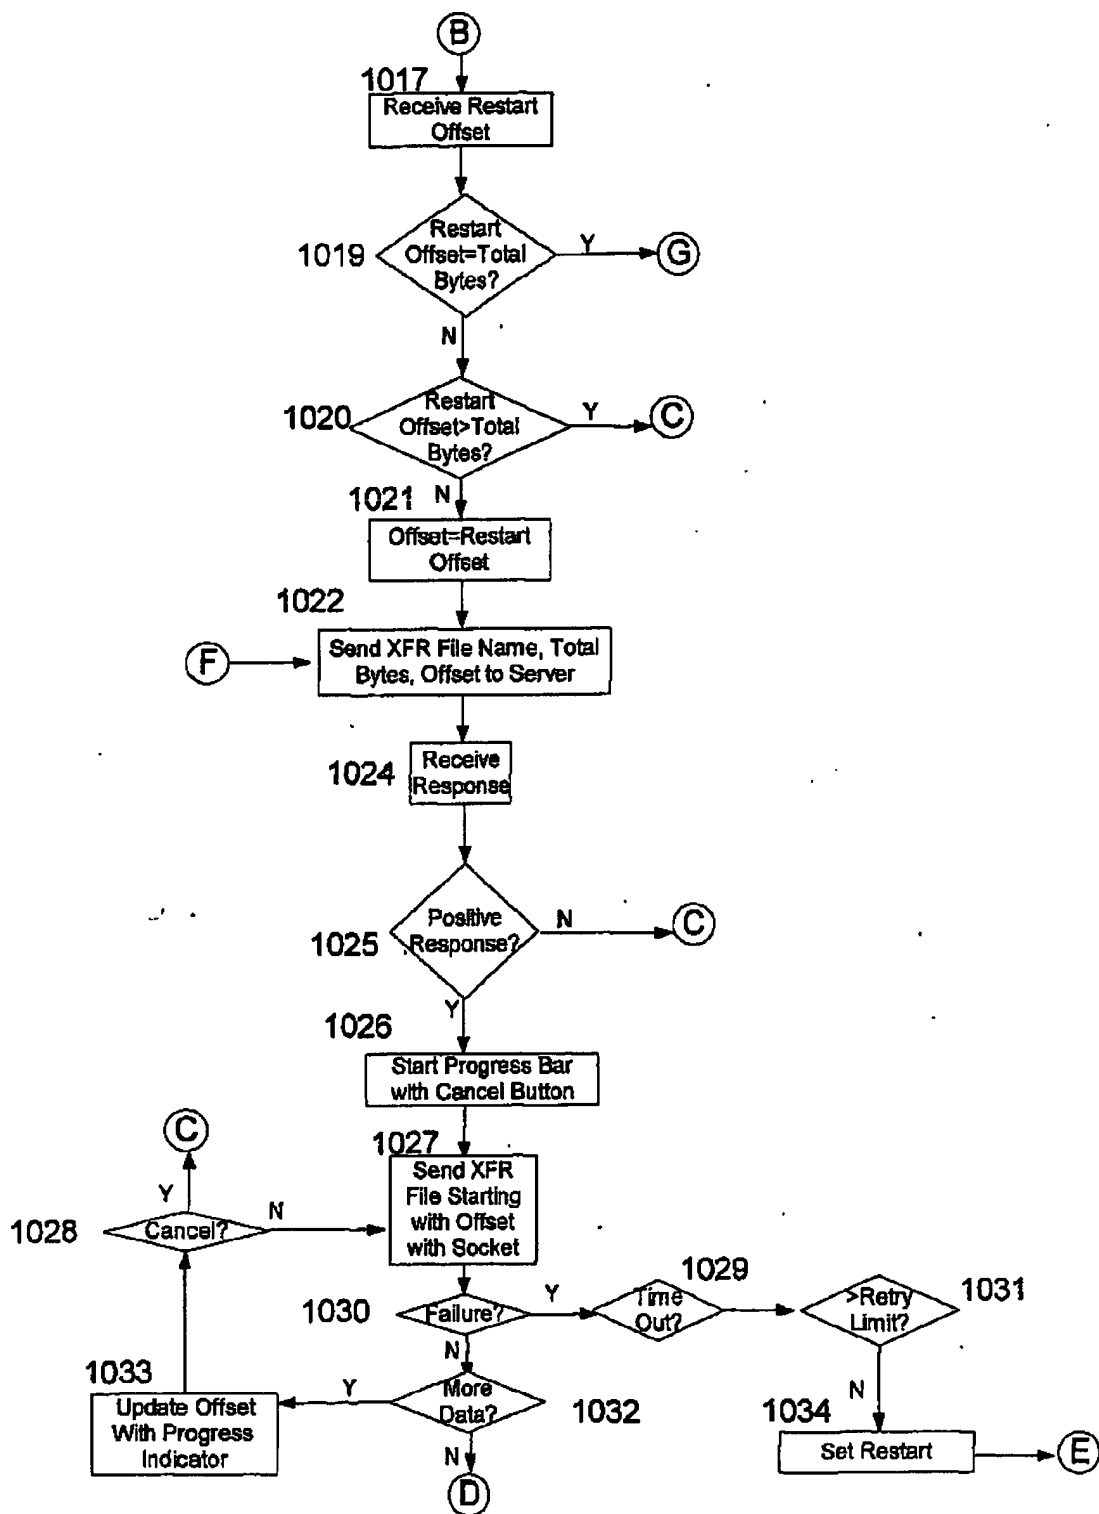 B
1017
Receive Restart
Offset
1019
Restart
Offset=Total
Bytes?
Y
G
N
1020
Restart
Offset>Total
Bytes?
Y
C
N
1021
Offset=Restart
Offset
1022
F
Send XFR File Name, Total
Bytes, Offset to Server
1024
Receive
Response
1025
Positive
Response?
N
C
Y
1026
Start Progress Bar
with Cancel Button
C
1027
Send XFR
File Starting
with Offset
with Socket
Y
N
1028
Cancel?
1030
Failure?
Y
1029
Time
Out?
>Retry
Limit?
1031
N
1033
Y
More
Data?
1032
N
1034
Update Offset
With Progress
Indicator
Set Restart
E
N
D